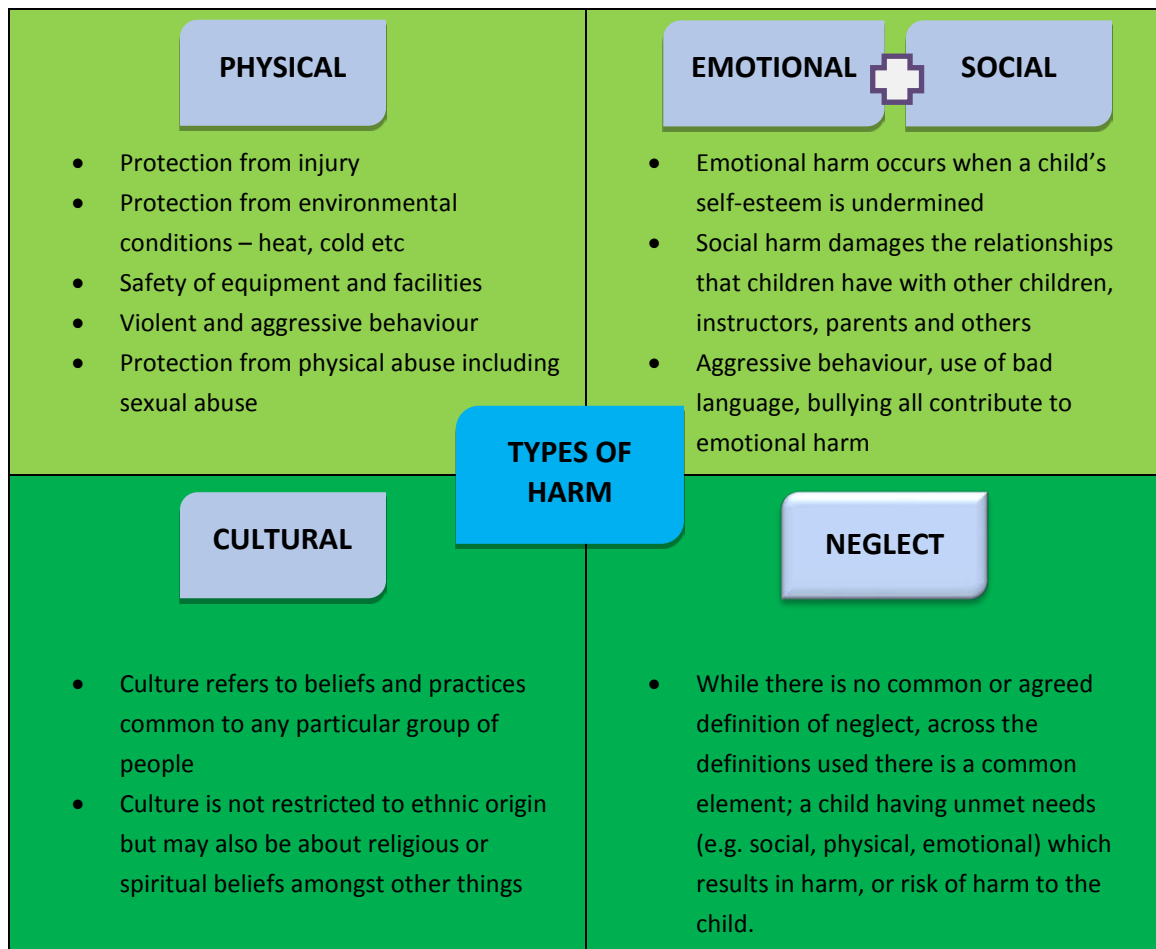 PHYSICAL
• Protection from injury
• Protection from environmental
conditions – heat, cold etc
• Safety of equipment and facilities
• Violent and aggressive behaviour
• Protection from physical abuse including
sexual abuse
EMOTIONAL
SOCIAL
• Emotional harm occurs when a child’s
self-esteem is undermined
• Social harm damages the relationships
that children have with other children,
instructors, parents and others
• Aggressive behaviour, use of bad
language, bullying all contribute to
emotional harm
TYPES OF
HARM
CULTURAL
• Culture refers to beliefs and practices
common to any particular group of
people
• Culture is not restricted to ethnic origin
but may also be about religious or
spiritual beliefs amongst other things
NEGLECT
• While there is no common or agreed
definition of neglect, across the
definitions used there is a common
element; a child having unmet needs
(e.g. social, physical, emotional) which
results in harm, or risk of harm to the
child.